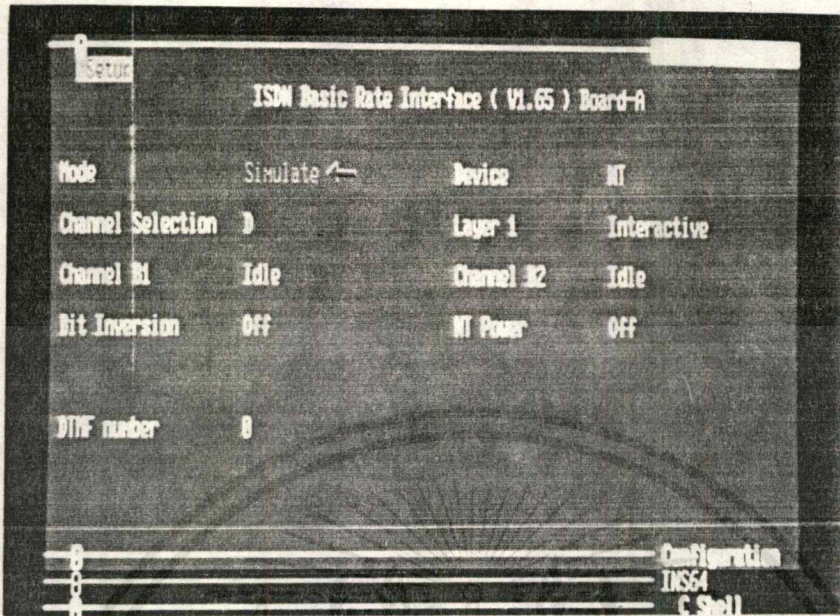 Setup
ISDN Basic Rate Interface ( V1.65 ) Board-A
Mode Simulate Device NT
Channel Selection D Layer 1 Interactive
Channel B1 Idle Channel B2 Idle
Bit Inversion Off NT Power Off
DTMF number 0
Configuration
INS64
C Shell